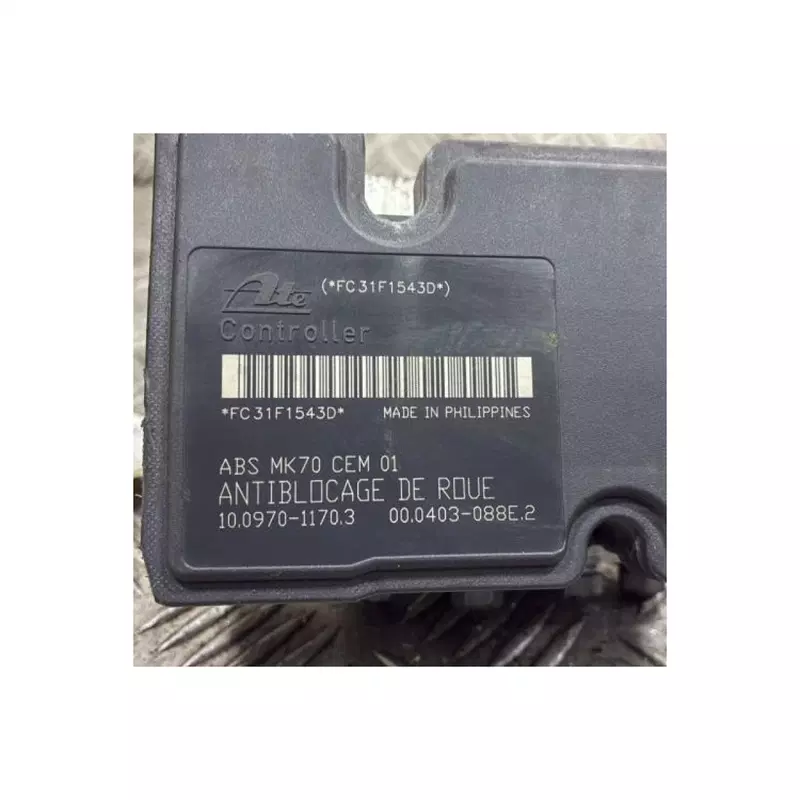 Ate (*FC31F1543D*)
Controller
*FC31F1543D* MADE IN PHILIPPINES
ABS MK70 CEM 01
ANTIBLOCAGE DE ROUE
10.0970-1170.3 00.0403-088E.2